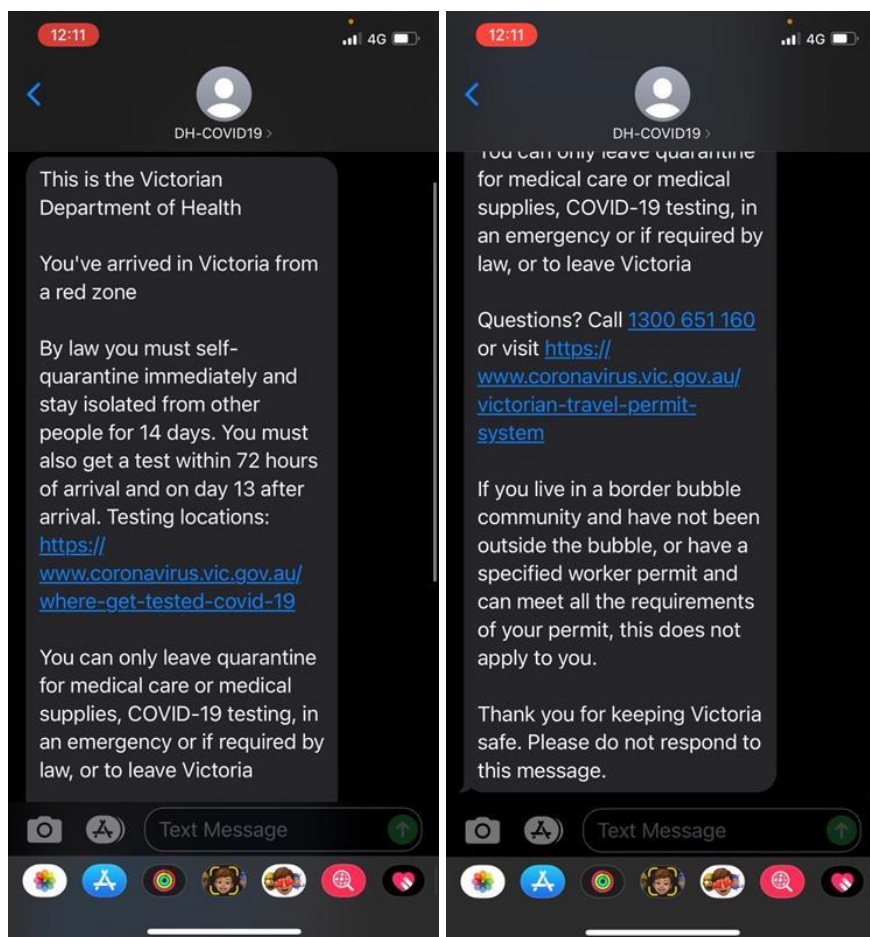 12:11
4G
DH-COVID19 >
This is the Victorian
Department of Health
You've arrived in Victoria from
a red zone
By law you must self-
quarantine immediately and
stay isolated from other
people for 14 days. You must
also get a test within 72 hours
of arrival and on day 13 after
arrival. Testing locations:
https://
www.coronavirus.vic.gov.au/
where-get-tested-covid-19
You can only leave quarantine
for medical care or medical
supplies, COVID-19 testing, in
an emergency or if required by
law, or to leave Victoria
Text Message
12:11
4G
DH-COVID19 >
You can only leave quarantine
for medical care or medical
supplies, COVID-19 testing, in
an emergency or if required by
law, or to leave Victoria
Questions? Call 1300 651 160
or visit https://
www.coronavirus.vic.gov.au/
victorian-travel-permit-
system
If you live in a border bubble
community and have not been
outside the bubble, or have a
specified worker permit and
can meet all the requirements
of your permit, this does not
apply to you.
Thank you for keeping Victoria
safe. Please do not respond to
this message.
Text Message